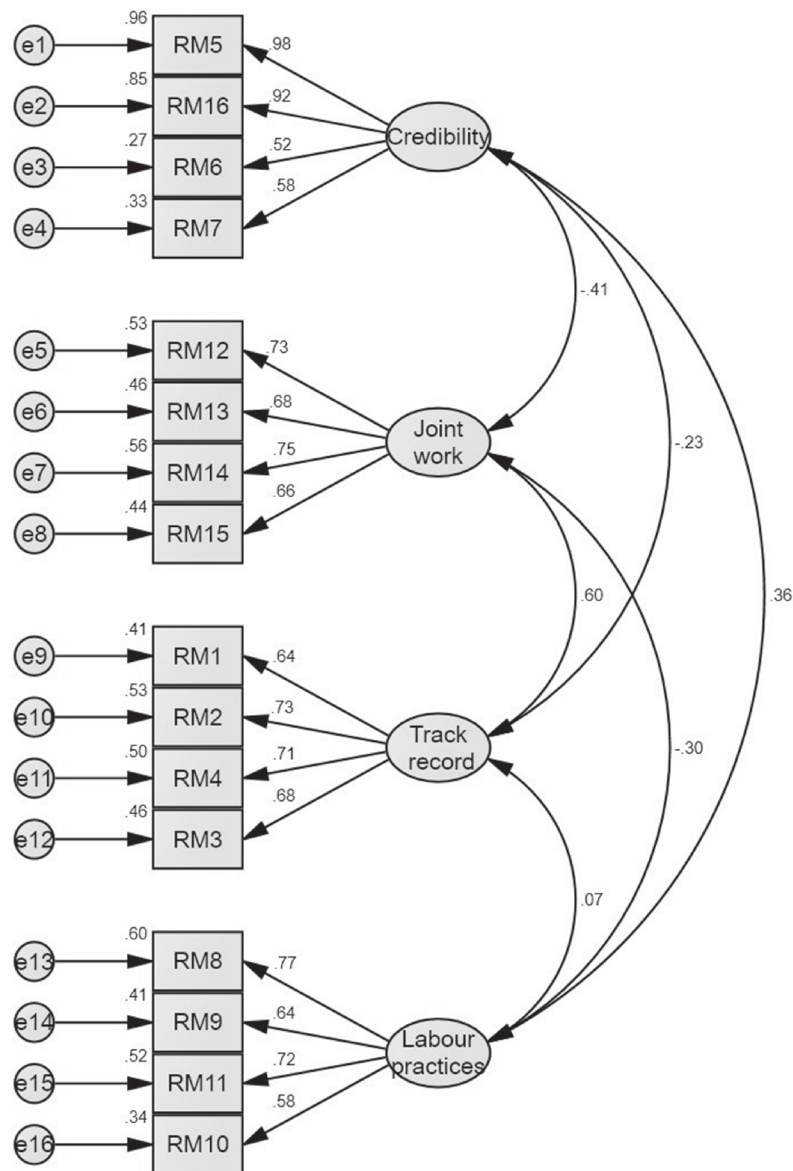 .96
e1
RM5
.98
.85
e2
RM16
.92
Credibility
.27
e3
RM6
.52
.33
e4
RM7
.58
-.41
.53
e5
RM12
.73
.46
e6
RM13
.68
Joint
work
-.23
.56
e7
RM14
.75
.44
e8
RM15
.66
.60
.36
.41
e9
RM1
.64
.53
e10
RM2
.73
Track
record
-.30
.50
e11
RM4
.71
.46
e12
RM3
.68
.07
.60
e13
RM8
.77
.41
e14
RM9
.64
Labour
practices
.52
e15
RM11
.72
.34
e16
RM10
.58